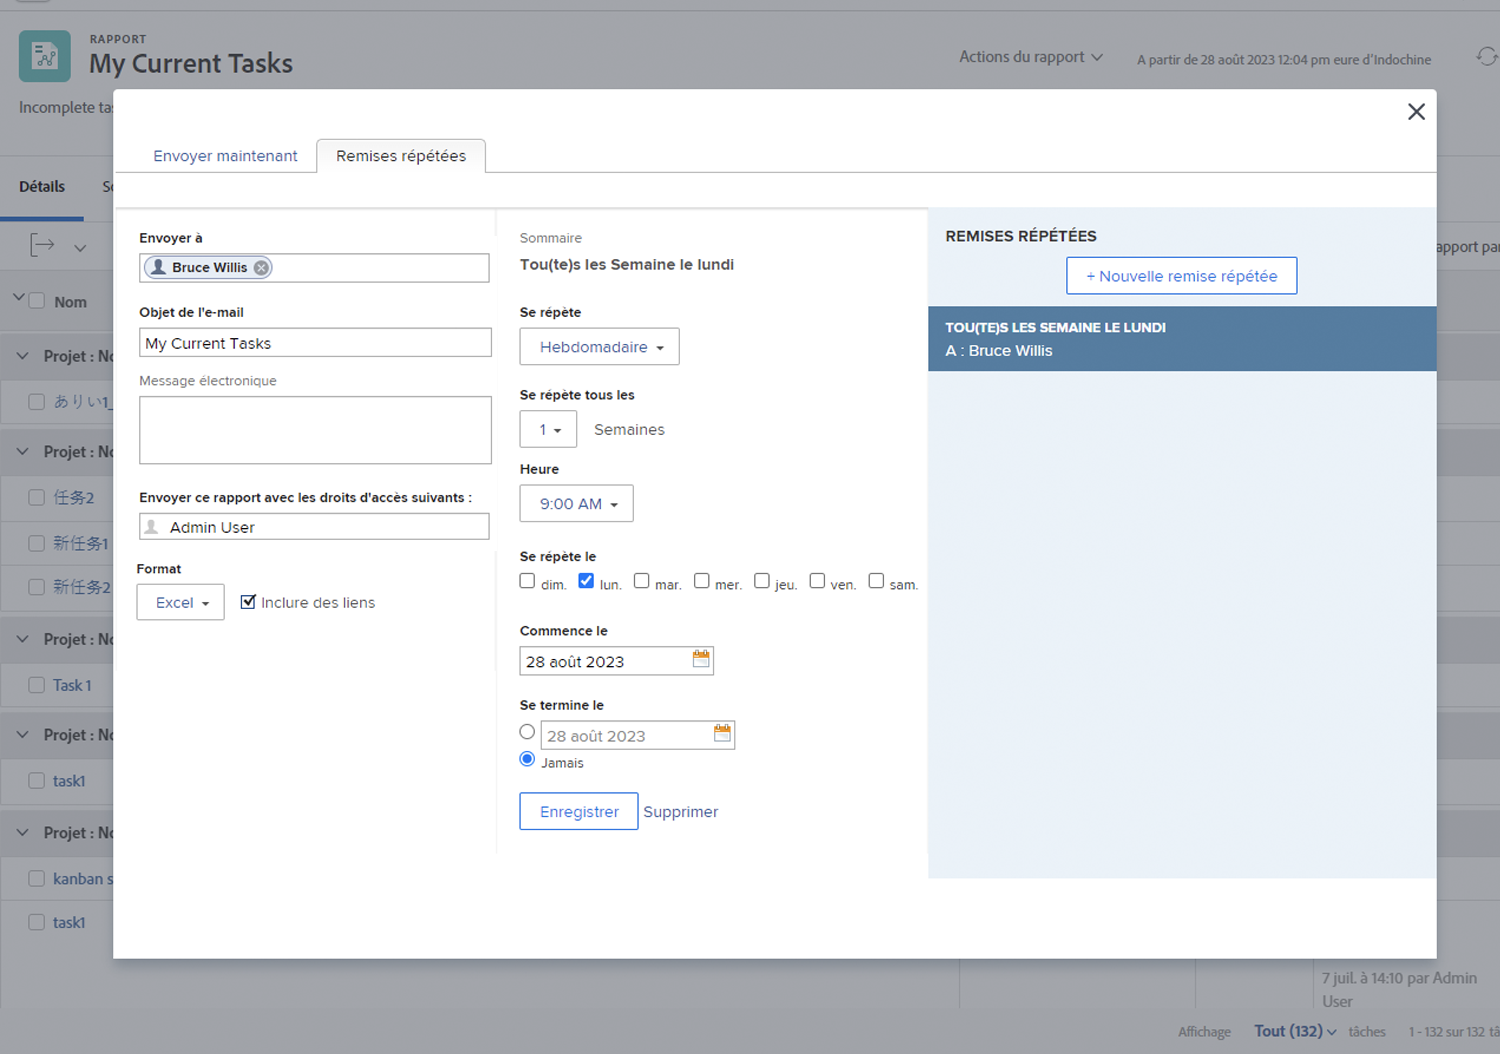 RAPPORT
My Current Tasks
Actions du rapport
A partir de 28 août 2023 12:04 pm eure d'Indochine
Incomplete ta
Envoyer maintenant
Remises répétées
Détails
Envoyer à
Bruce Willis
Objet de l'e-mail
My Current Tasks
Message électronique
Envoyer ce rapport avec les droits d'accès suivants :
Admin User
Format
Excel
Inclure des liens
Sommaire
Tou(te)s les Semaine le lundi
Se répète
Hebdomadaire
Se répète tous les
1 Semaines
Heure
9:00 AM
Se répète le
dim. lun. mar. mer. jeu. ven. sam.
Commence le
28 août 2023
Se termine le
28 août 2023
Jamais
Enregistrer Supprimer
REMISES RÉPÉTÉES
+ Nouvelle remise répétée
TOU(TE)S LES SEMAINE LE LUNDI
A : Bruce Willis
apport pa
Nom
Projet : No
ありい1_
Projet : No
任务2
新任务1
新任务2
Projet : No
Task 1
Projet : No
task1
Projet : No
kanban s
task1
7 juil. à 14:10 par Admin
User
Affichage Tout (132) tâches 1 - 132 sur 132 tâ